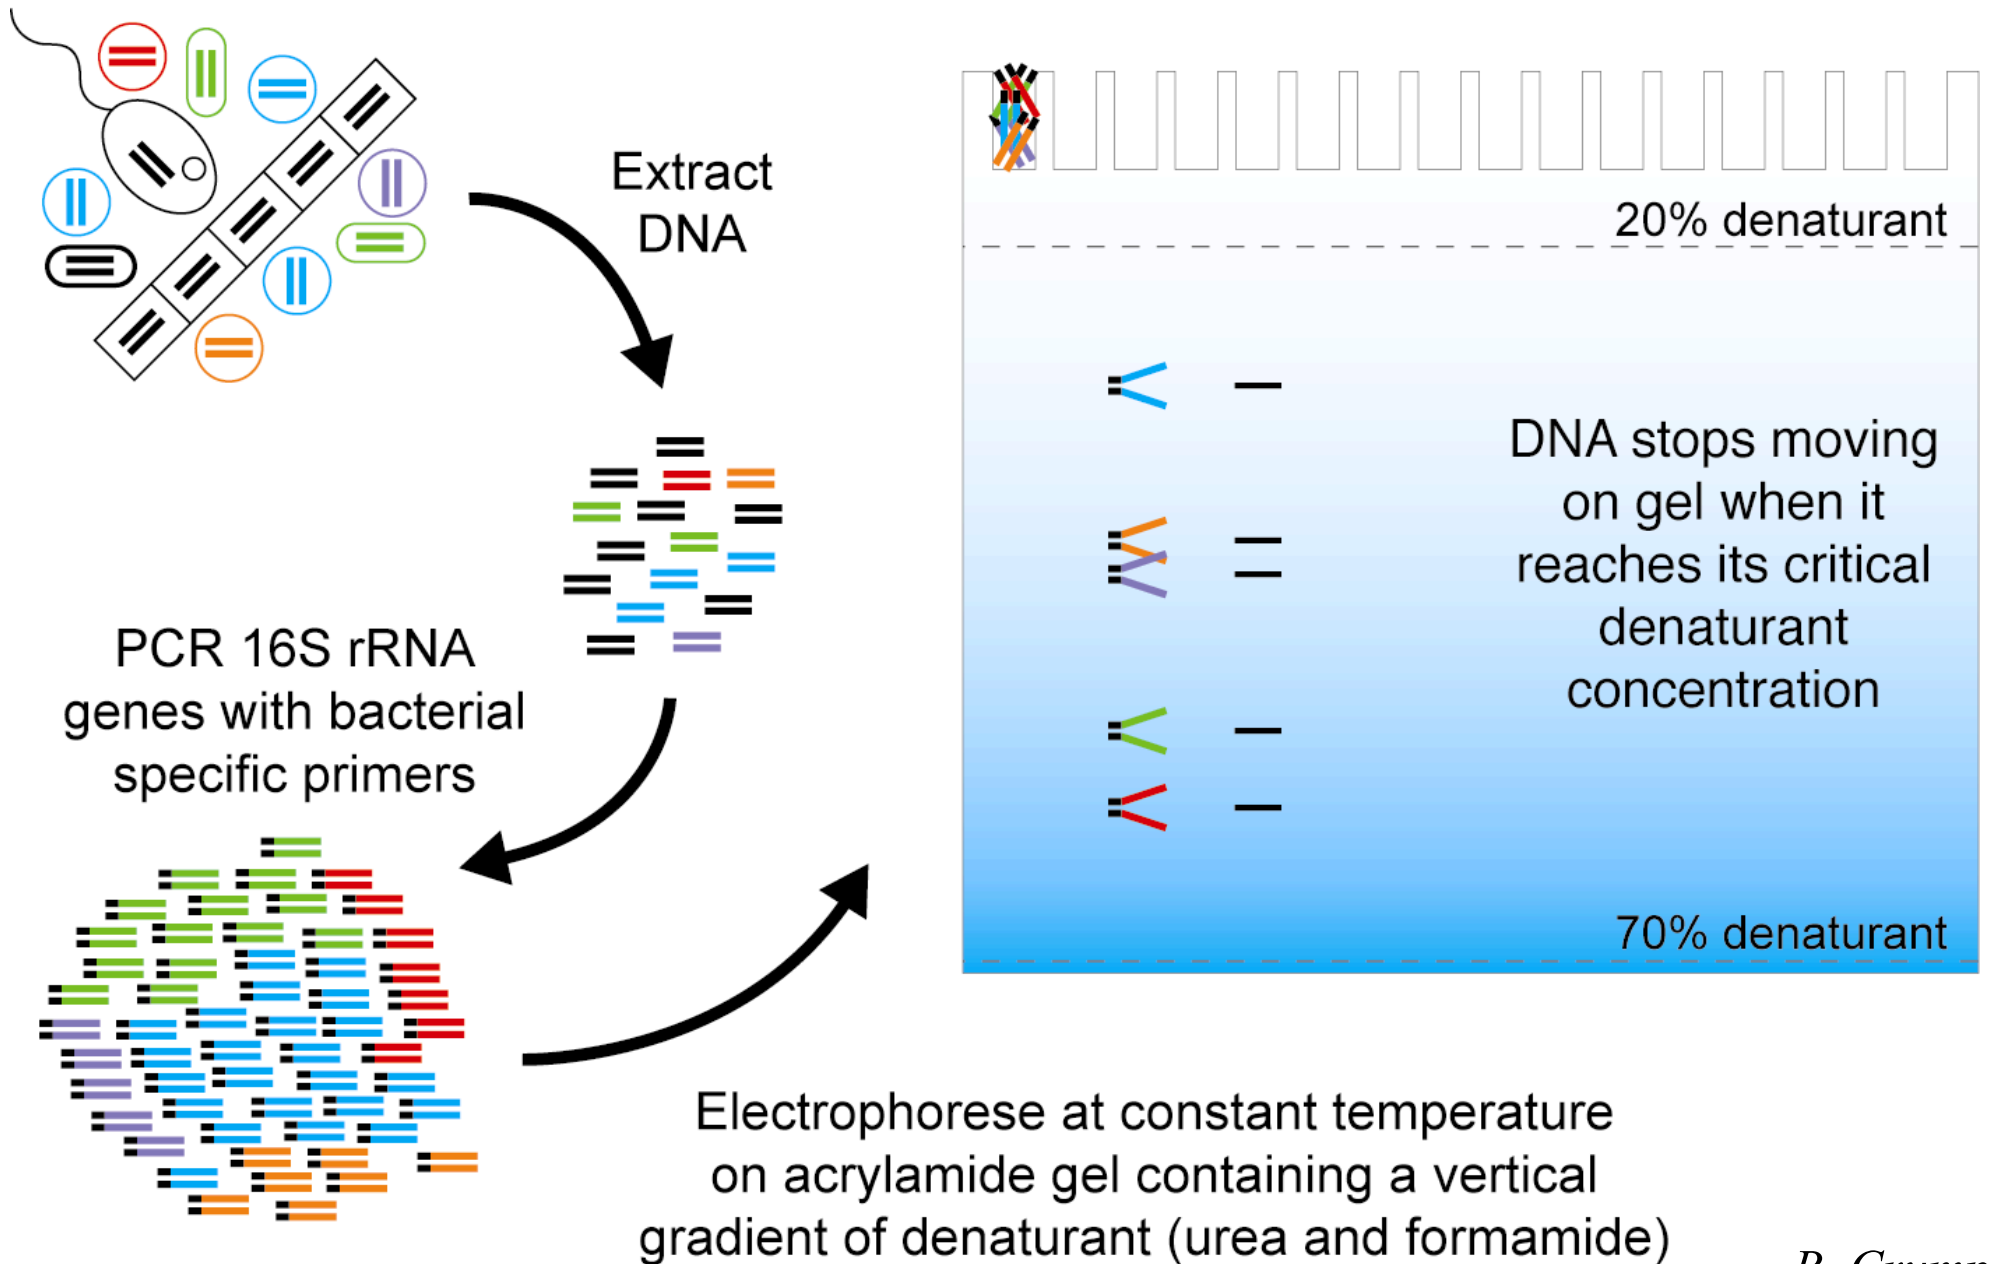 Extract
DNA
PCR 16S rRNA
genes with bacterial
specific primers
Electrophorese at constant temperature
on acrylamide gel containing a vertical
gradient of denaturant (urea and formamide)
20% denaturant
DNA stops moving
on gel when it
reaches its critical
denaturant
concentration
70% denaturant